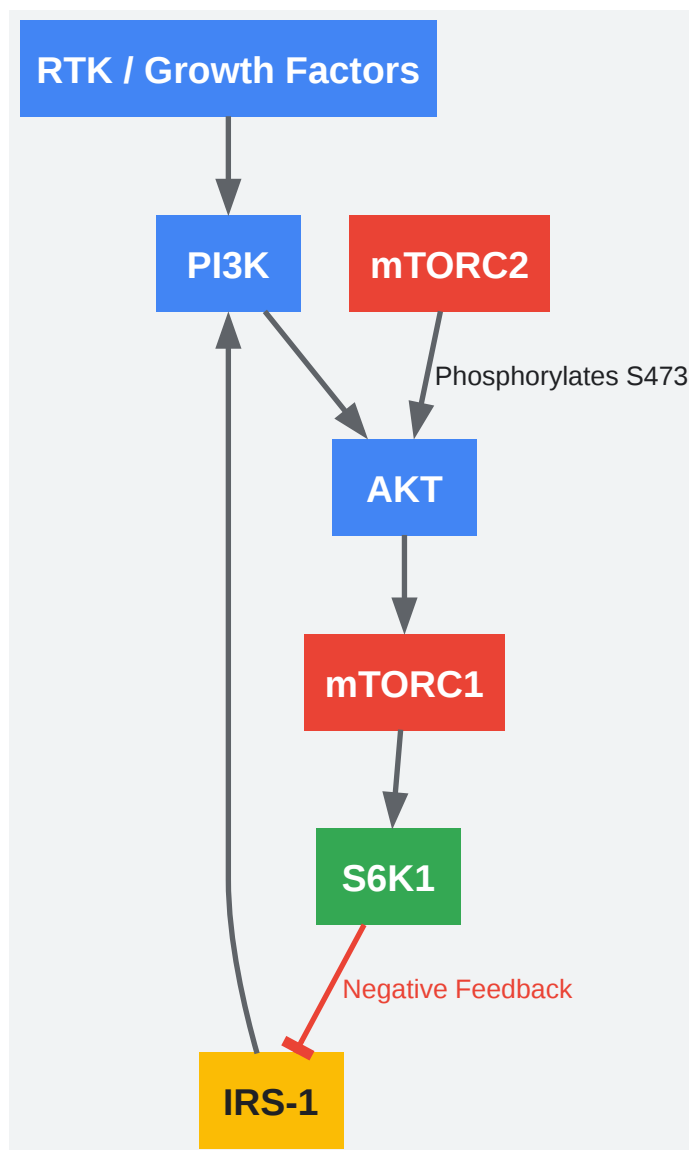 RTK / Growth Factors
PI3K
mTORC2
Phosphorylates S473
AKT
mTORC1
S6K1
Negative Feedback
IRS-1